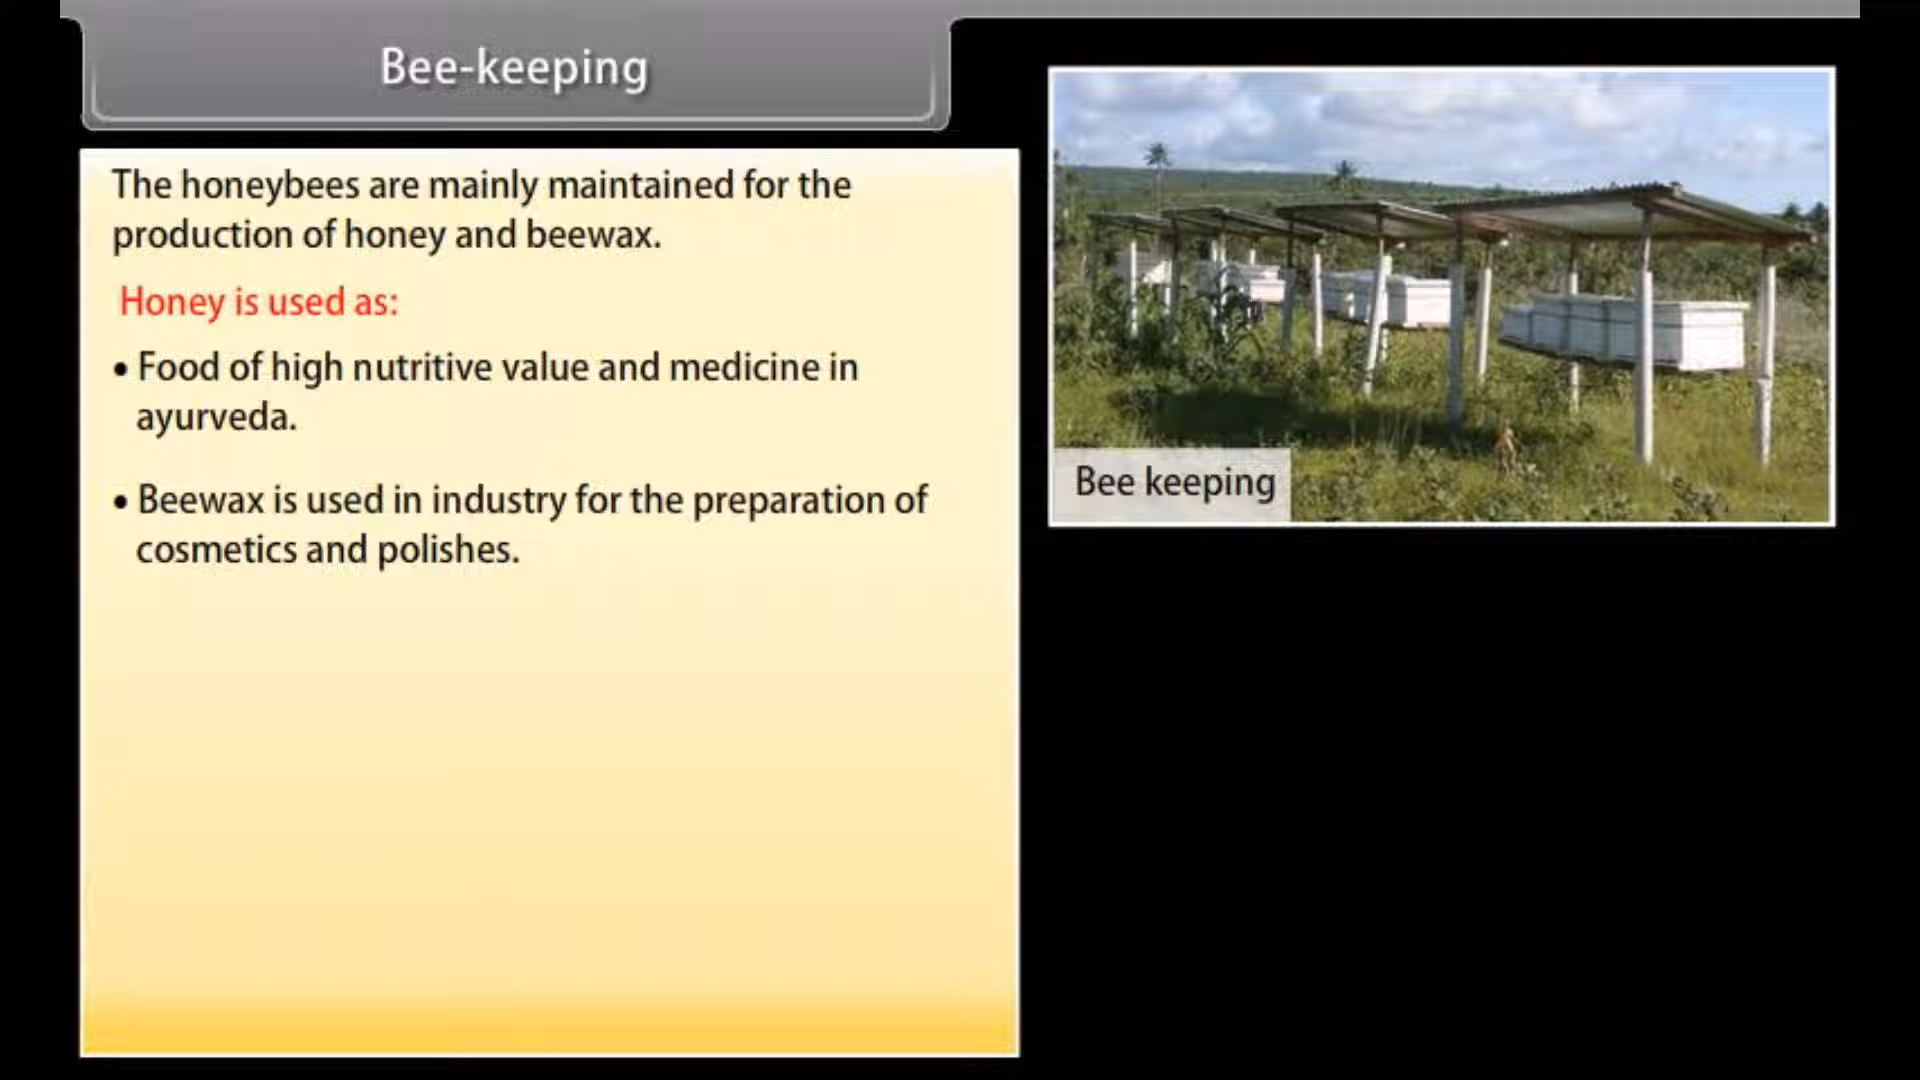 Bee-keeping
The honeybees are mainly maintained for the
production of honey and beewax.
Honey is used as:
• Food of high nutritive value and medicine in
ayurveda.
• Beewax is used in industry for the preparation of
cosmetics and polishes.
Bee keeping